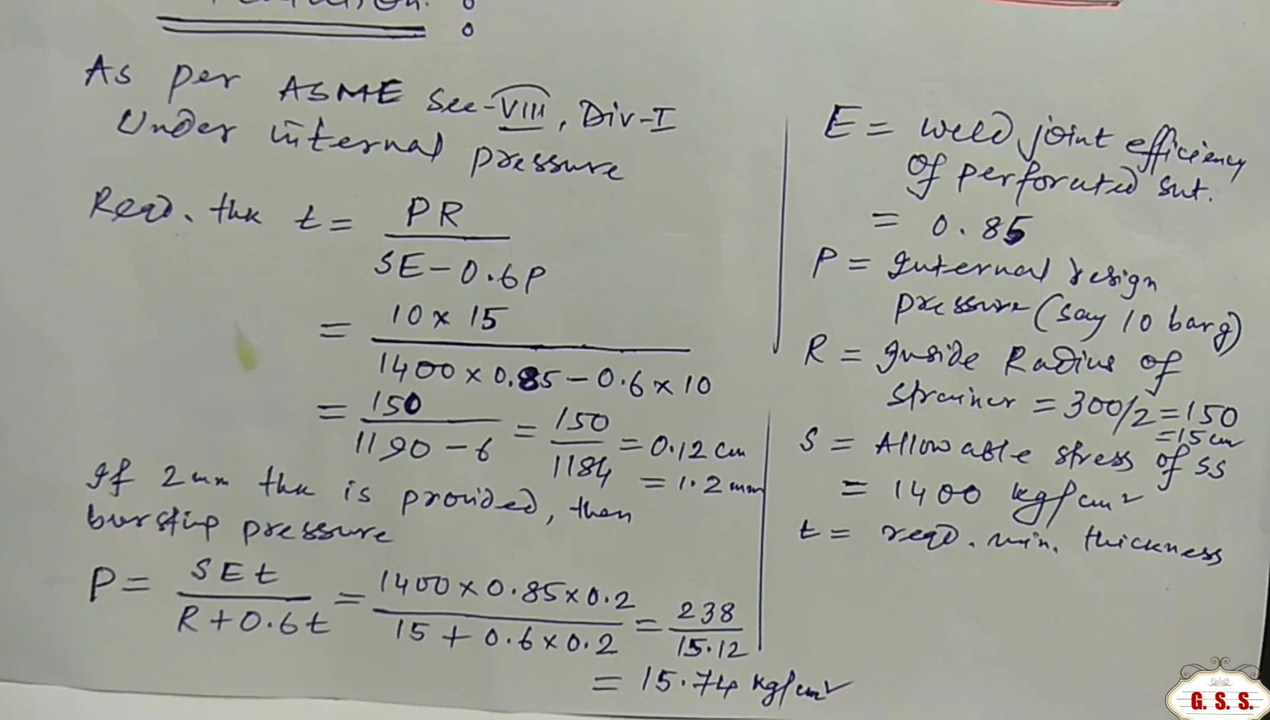 As per ASME Sec-VIII, Div-I
Under internal pressure
Reqd. thk t = PR / SE-0.6P
= 10 x 15 / 1400 x 0.85 - 0.6 x 10
= 150 / 1190 - 6 = 150 / 1184 = 0.12 cm
= 1.2 mm
If 2 mm thk is provided, then
bursting pressure
P = SEt / R + 0.6t = 1400 x 0.85 x 0.2 / 15 + 0.6 x 0.2 = 238 / 15.12
= 15.74 kgf/cm²
E = weld joint efficiency
of perforated sht.
= 0.85
P = Internal design
pressure (say 10 barg)
R = Inside Radius of
strainer = 300/2 = 150
= 15 cm
S = Allowable stress of SS
= 1400 kgf/cm²
t = reqd. min. thickness
G. S. S.